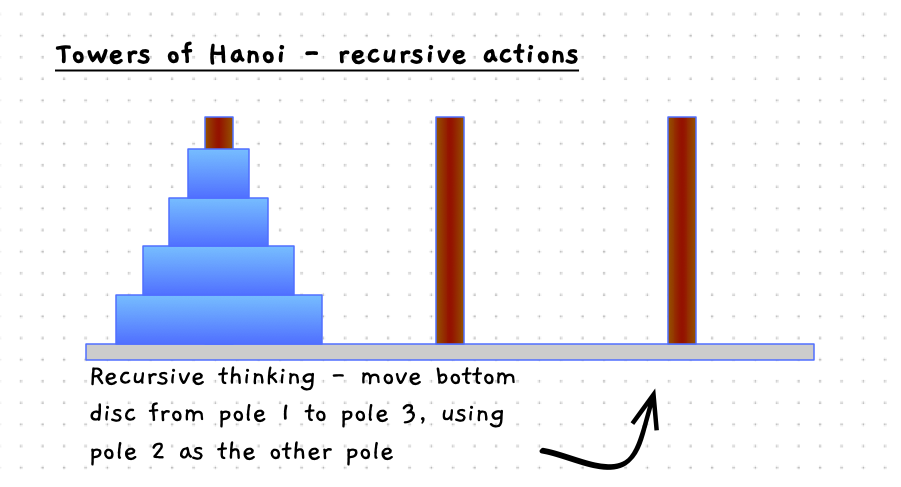 Towers of Hanoi - recursive actions
Recursive thinking - move bottom
disc from pole 1 to pole 3, using
pole 2 as the other pole